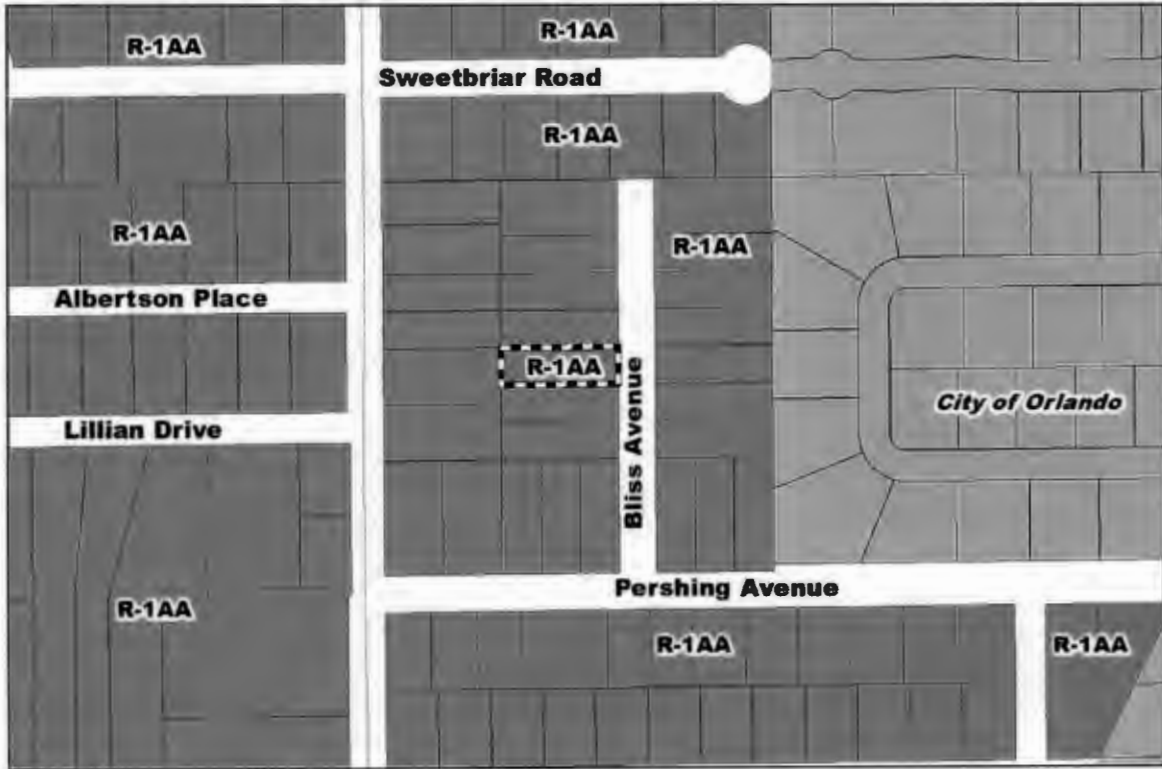 R-1AA
R-1AA
Sweetbriar Road
R-1AA
R-1AA
R-1AA
Albertson Place
R-1AA
City of Orlando
Lillian Drive
Bliss Avenue
Pershing Avenue
R-1AA
R-1AA
R-1AA